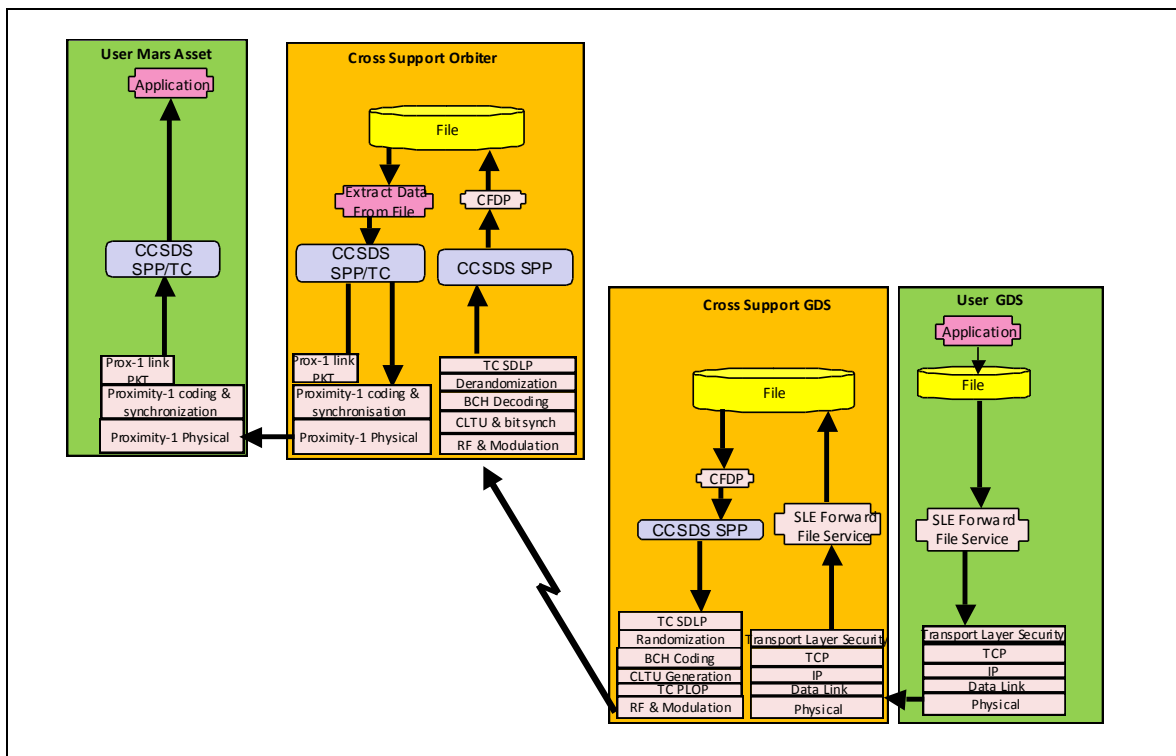 User Mars Asset
Application
CCSDS
SPP/TC
Prox-1 link
PKT
Proximity-1 coding &
synchronization
Proximity-1 Physical
Cross Support Orbiter
File
Extract Data
From File
CFDP
CCSDS
SPP/TC
CCSDS SPP
Prox-1 link
PKT
Proximity-1 coding &
synchronisation
Proximity-1 Physical
TC SDLP
Derandomization
BCH Decoding
CLTU & bit synch
RF & Modulation
Cross Support GDS
File
CFDP
CCSDS SPP
SLE Forward
File Service
TC SDLP
Randomization
BCH Coding
CLTU Generation
TC PLOP
RF & Modulation
Transport Layer Security
TCP
IP
Data Link
Physical
User GDS
Application
File
SLE Forward
File Service
Transport Layer Security
TCP
IP
Data Link
Physical